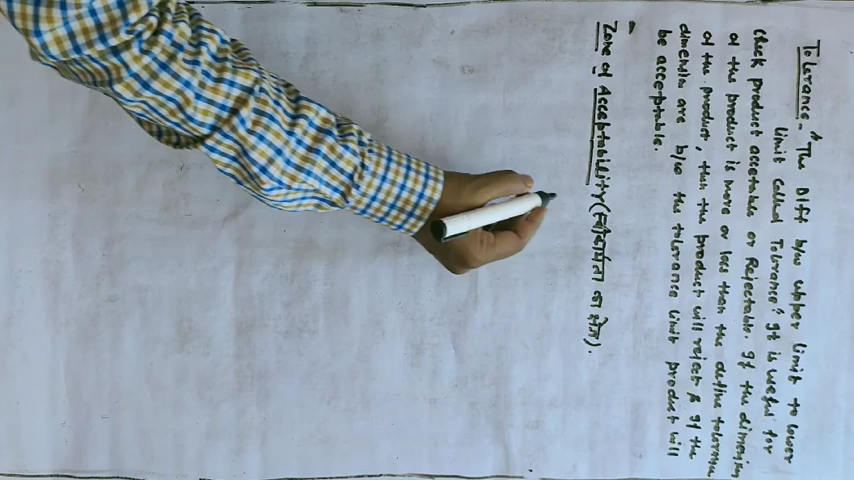 Tolerance - "The Diff b/w upper limit to lower
limit called Tolerance". It is useful for
check product accetable or Rejectable. If the dimension
of the product is more or less than the define tolerance
of the product, then the product will reject & If the
dimension are b/w the tolerance limit product will
be acceptable.
- Zone of Acceptability (स्वीकार्यता का क्षेत्र).